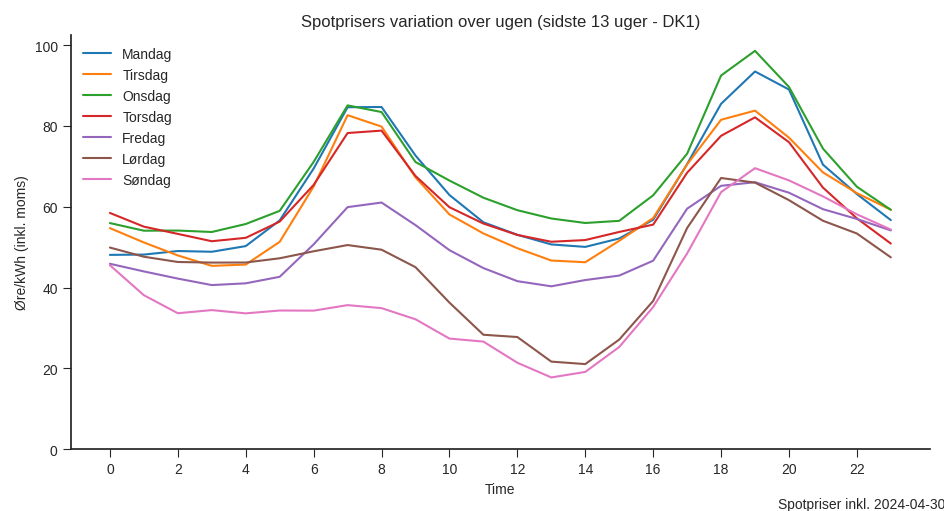 Spotprisers variation over ugen (sidste 13 uger - DK1)
Mandag
Tirsdag
Onsdag
Torsdag
Fredag
Lørdag
Søndag
Øre/kWh (inkl. moms)
100
80
60
40
20
0
0 2 4 6 8 10 12 14 16 18 20 22
Time
Spotpriser inkl. 2024-04-30